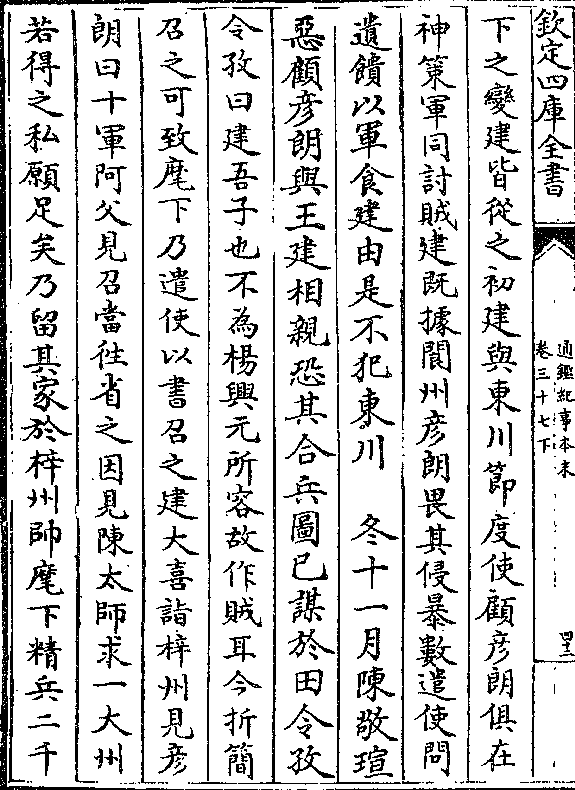 欽定四庫全書
通鑑紀事本末
卷三十七下
四十二
下之變建皆從之初建與東川節度使顧彦朗俱在
神策軍同討賊建既據閬州彦朗畏其侵暴數遣使問
遺饋以軍食建由是不犯東川　冬十一月陳敬瑄
惡顧彦朗與王建相親恐其合兵圖已謀於田令孜
令孜曰建吾子也不為楊興元所容故作賊耳今折簡
召之可致麾下乃遣使以書召之建大喜詣梓州見彦
朗曰十軍阿父見召當徃省之因見陳太師求一大州
若得之私願足矣乃留其家於梓州帥麾下精兵二千